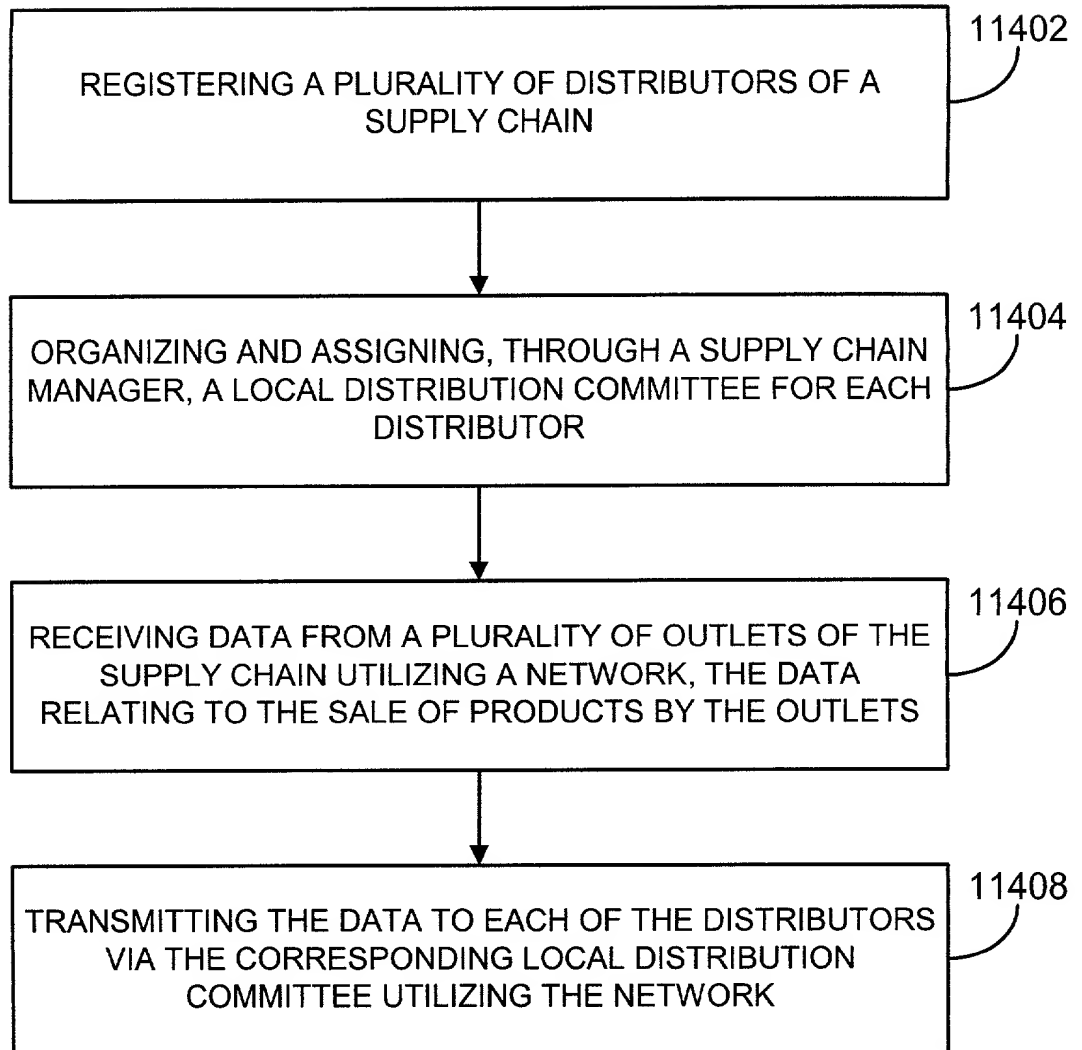 11402
REGISTERING A PLURALITY OF DISTRIBUTORS OF A
SUPPLY CHAIN
11404
ORGANIZING AND ASSIGNING, THROUGH A SUPPLY CHAIN
MANAGER, A LOCAL DISTRIBUTION COMMITTEE FOR EACH
DISTRIBUTOR
11406
RECEIVING DATA FROM A PLURALITY OF OUTLETS OF THE
SUPPLY CHAIN UTILIZING A NETWORK, THE DATA
RELATING TO THE SALE OF PRODUCTS BY THE OUTLETS
11408
TRANSMITTING THE DATA TO EACH OF THE DISTRIBUTORS
VIA THE CORRESPONDING LOCAL DISTRIBUTION
COMMITTEE UTILIZING THE NETWORK